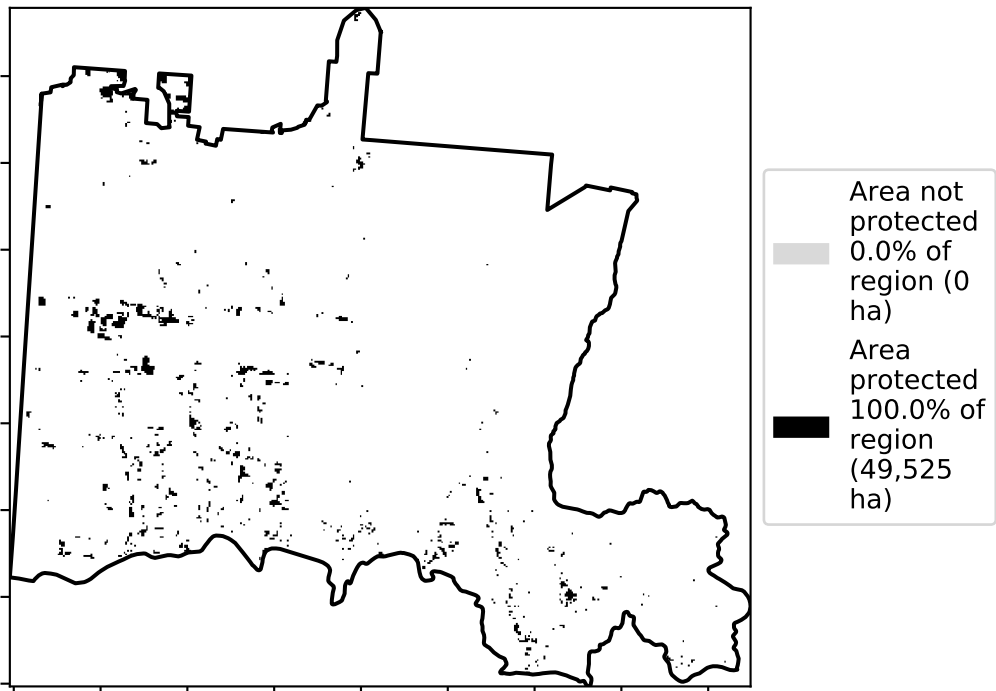 Area not
protected
0.0% of
region (0
ha)
Area
protected
100.0% of
region
(49,525
ha)